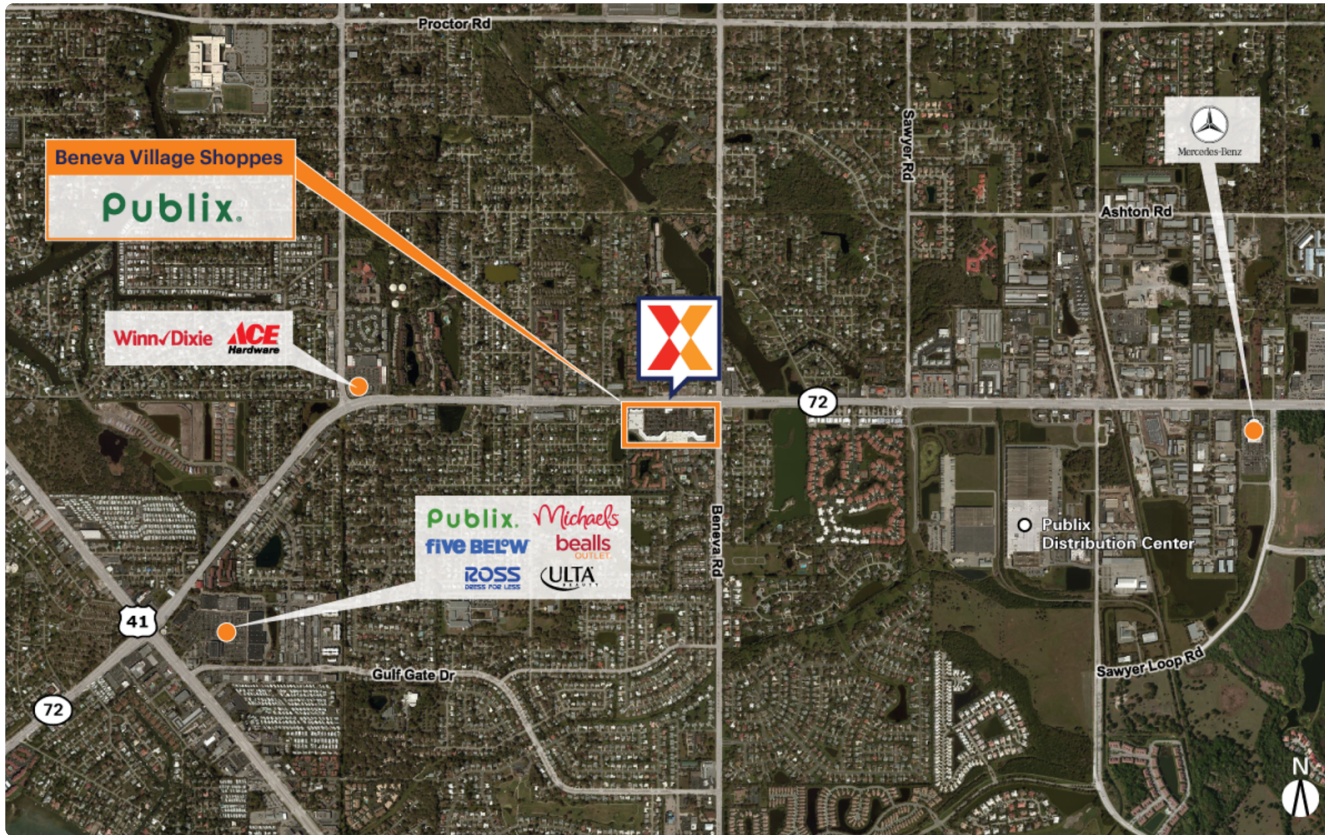 Proctor Rd
Sawyer Rd
Mercedes-Benz
Beneva Village Shoppes
Publix.
Ashton Rd
Winn✓Dixie ACE
Hardware
72
Publix. Michaels
five BELOW bealls
OUTLET
ROSS ULTA
DRESS FOR LESS BEAUTY
Beneva Rd
Publix
Distribution Center
41
Gulf Gate Dr
Sawyer Loop Rd
72
N